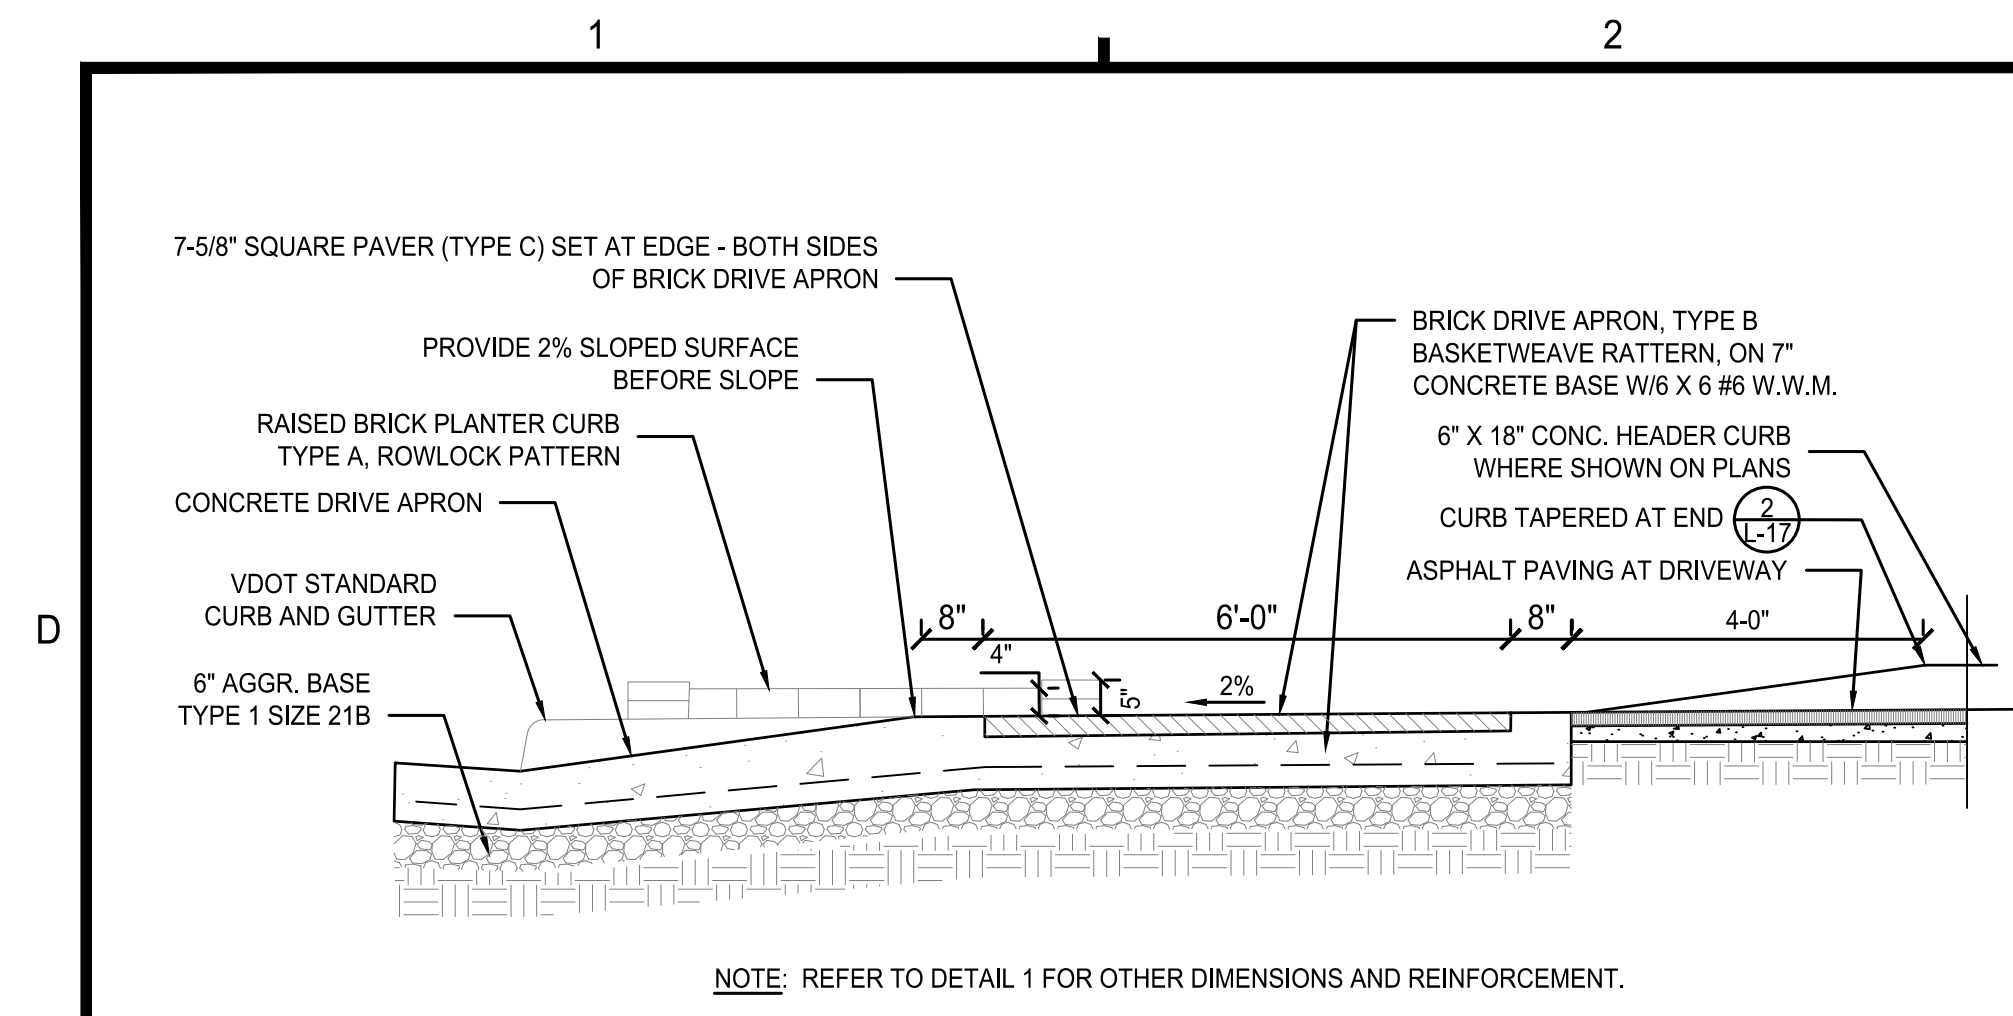 1
2
7-5/8" SQUARE PAVER (TYPE C) SET AT EDGE - BOTH SIDES
OF BRICK DRIVE APRON
PROVIDE 2% SLOPED SURFACE
BEFORE SLOPE
RAISED BRICK PLANTER CURB
TYPE A, ROWLOCK PATTERN
CONCRETE DRIVE APRON
VDOT STANDARD
CURB AND GUTTER
6" AGGR. BASE
TYPE 1 SIZE 21B
BRICK DRIVE APRON, TYPE B
BASKETWEAVE RATTERN, ON 7"
CONCRETE BASE W/6 X 6 #6 W.W.M.
6" X 18" CONC. HEADER CURB
WHERE SHOWN ON PLANS
CURB TAPERED AT END
2
L-17
ASPHALT PAVING AT DRIVEWAY
D
8"
6'-0"
8"
4-0"
4"
5"
2%
NOTE: REFER TO DETAIL 1 FOR OTHER DIMENSIONS AND REINFORCEMENT.